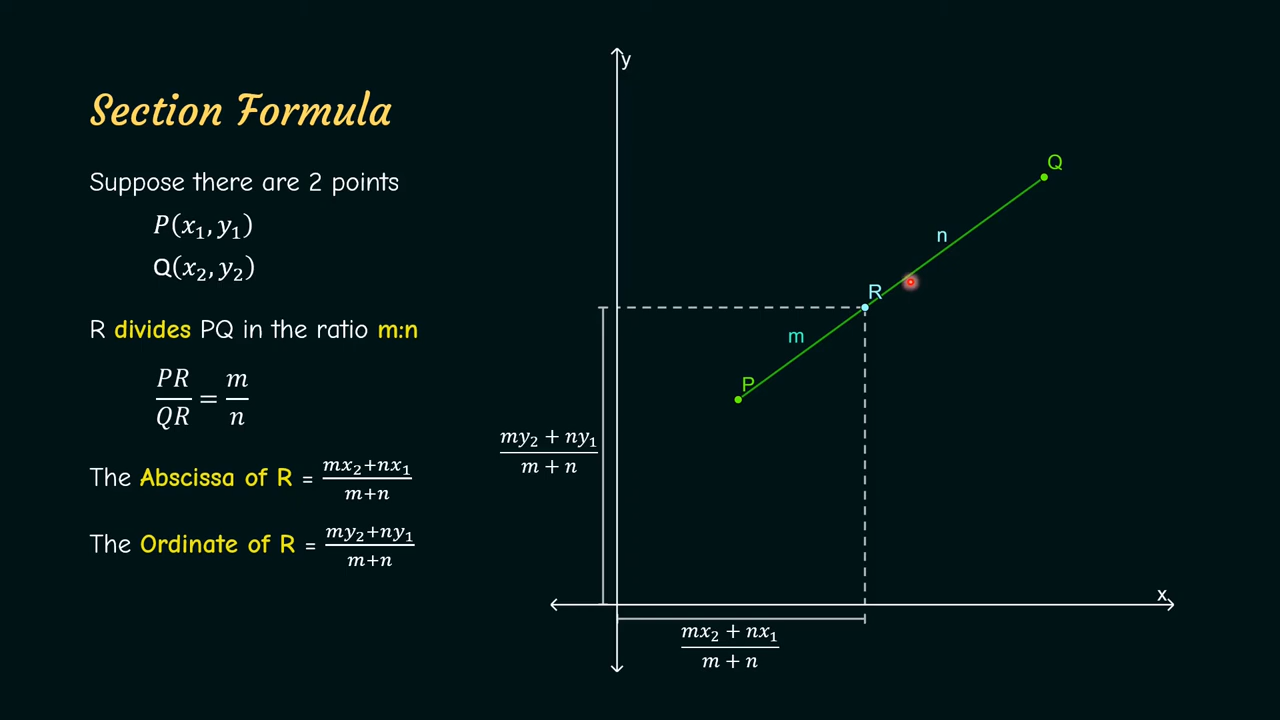 Section Formula
Suppose there are 2 points
P(x₁, y₁)
Q(x₂, y₂)
R divides PQ in the ratio m:n
PR/QR = m/n
The Abscissa of R = (mx₂+nx₁)/(m+n)
The Ordinate of R = (my₂+ny₁)/(m+n)
y
Q
n
R
m
P
(my₂ + ny₁)/(m + n)
x
(mx₂ + nx₁)/(m + n)